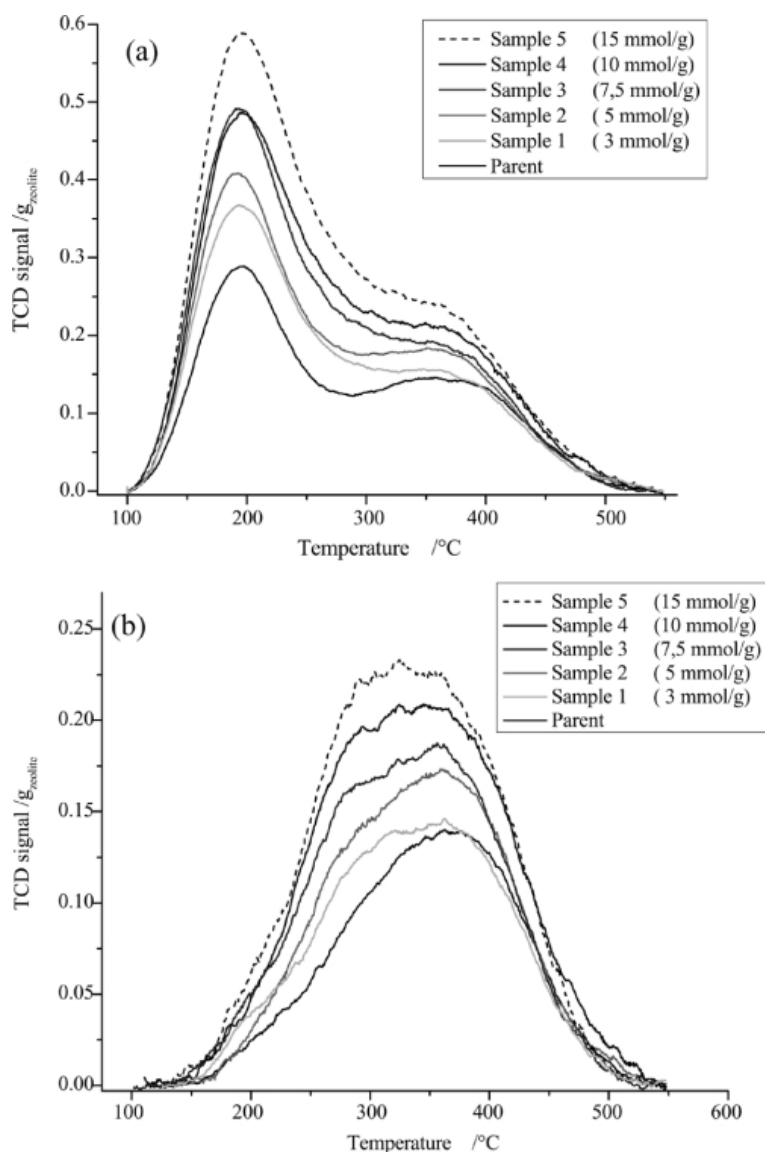 (a)
Sample 5 (15 mmol/g)
Sample 4 (10 mmol/g)
Sample 3 (7,5 mmol/g)
Sample 2 ( 5 mmol/g)
Sample 1 ( 3 mmol/g)
Parent
TCD signal /g_zeolite
0.6
0.5
0.4
0.3
0.2
0.1
0.0
100 200 300 400 500
Temperature /°C
(b)
Sample 5 (15 mmol/g)
Sample 4 (10 mmol/g)
Sample 3 (7,5 mmol/g)
Sample 2 ( 5 mmol/g)
Sample 1 ( 3 mmol/g)
Parent
TCD signal /g_zeolite
0.25
0.20
0.15
0.10
0.05
0.00
100 200 300 400 500 600
Temperature /°C